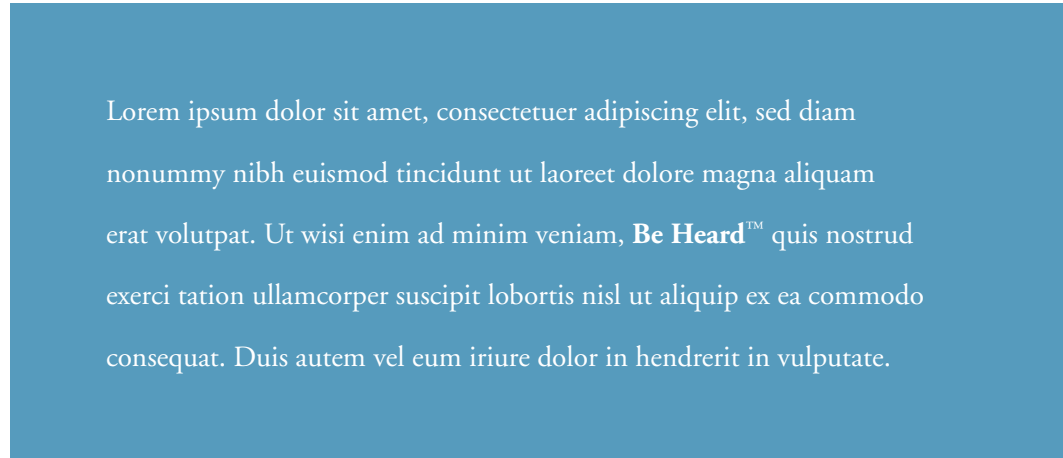 Lorem ipsum dolor sit amet, consectetuer adipiscing elit, sed diam
nonummy nibh euismod tincidunt ut laoreet dolore magna aliquam
erat volutpat. Ut wisi enim ad minim veniam, Be Heard™ quis nostrud
exerci tation ullamcorper suscipit lobortis nisl ut aliquip ex ea commodo
consequat. Duis autem vel eum iriure dolor in hendrerit in vulputate.